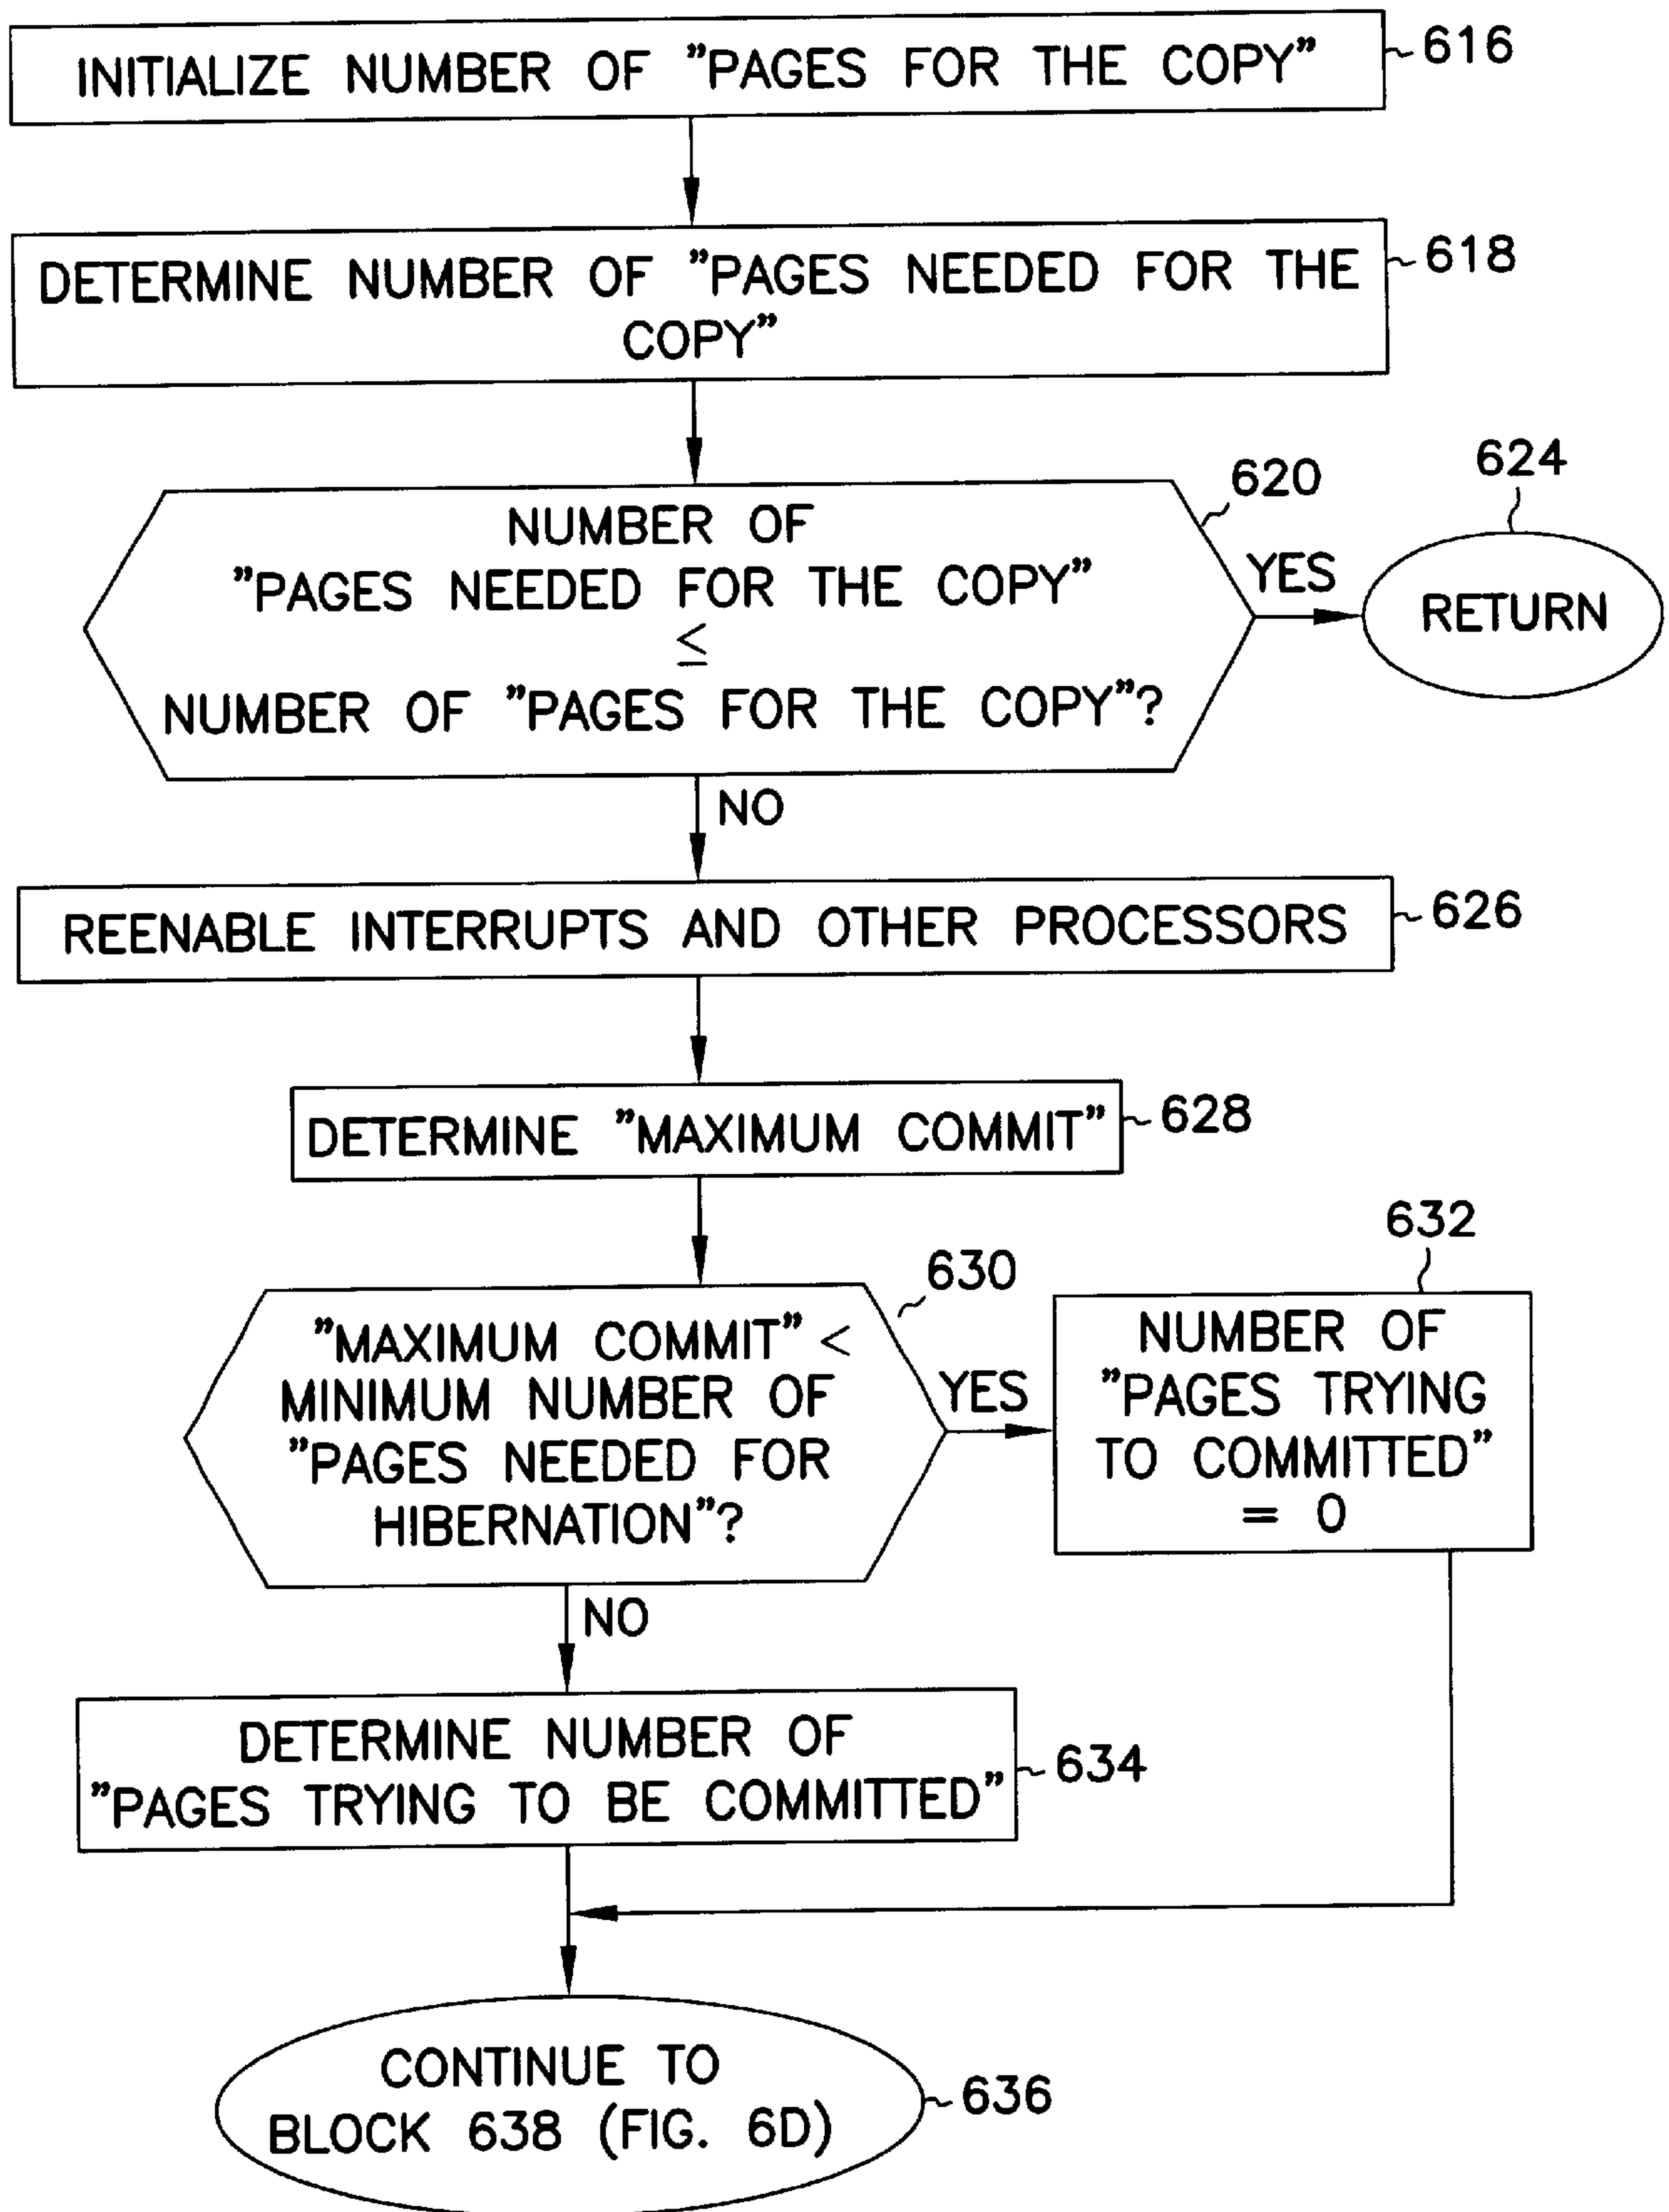 INITIALIZE NUMBER OF "PAGES FOR THE COPY"
616
DETERMINE NUMBER OF "PAGES NEEDED FOR THE
COPY"
618
NUMBER OF
"PAGES NEEDED FOR THE COPY"
≤
NUMBER OF "PAGES FOR THE COPY"?
620
YES
624
RETURN
NO
REENABLE INTERRUPTS AND OTHER PROCESSORS
626
DETERMINE "MAXIMUM COMMIT"
628
"MAXIMUM COMMIT" <
MINIMUM NUMBER OF
"PAGES NEEDED FOR
HIBERNATION"?
630
YES
632
NUMBER OF
"PAGES TRYING
TO COMMITTED"
= 0
NO
DETERMINE NUMBER OF
"PAGES TRYING TO BE COMMITTED"
634
CONTINUE TO
BLOCK 638 (FIG. 6D)
636